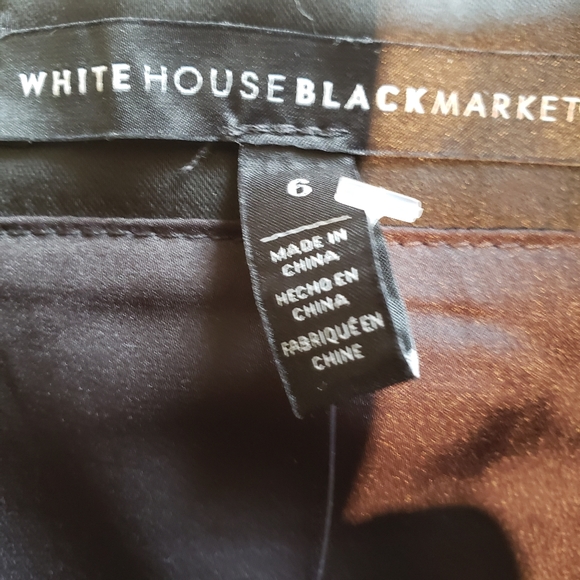 WHITE HOUSE BLACK MARKET
6
MADE IN
CHINA
HECHO EN
CHINA
FABRIQUÉ EN
CHINE